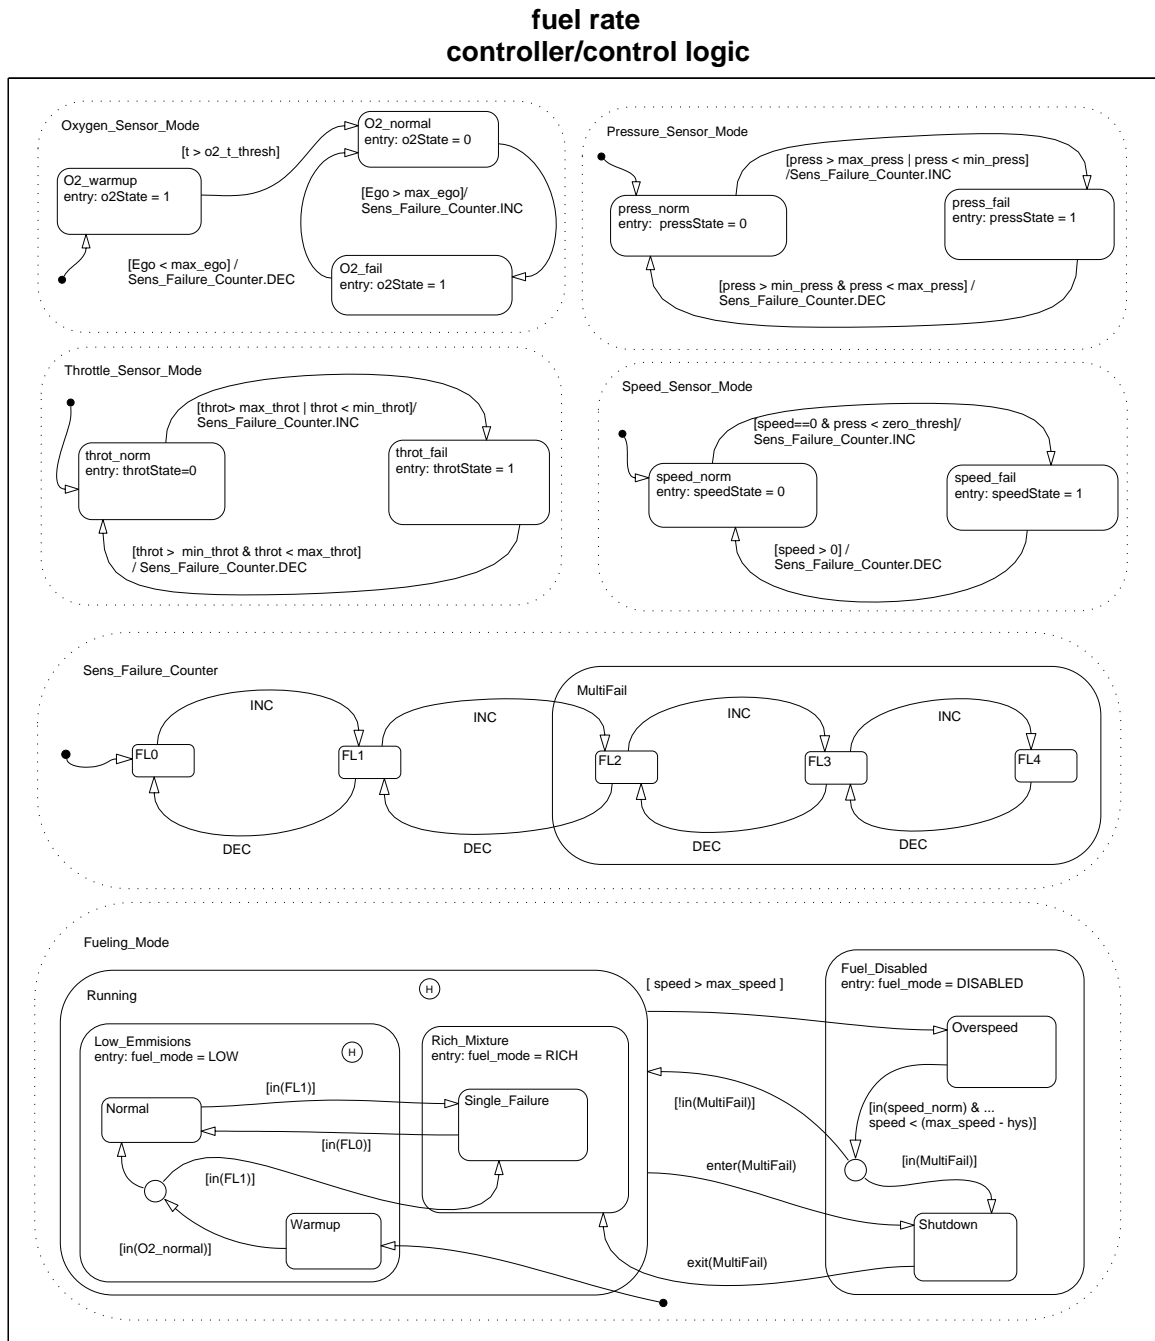 fuel rate
controller/control logic
Oxygen_Sensor_Mode
[t > o2_t_thresh]
O2_normal
entry: o2State = 0
O2_warmup
entry: o2State = 1
[Ego > max_ego]/
Sens_Failure_Counter.INC
[Ego < max_ego] /
Sens_Failure_Counter.DEC
O2_fail
entry: o2State = 1
Pressure_Sensor_Mode
[press > max_press | press < min_press]
/Sens_Failure_Counter.INC
press_norm
entry:  pressState = 0
press_fail
entry: pressState = 1
[press > min_press & press < max_press] /
Sens_Failure_Counter.DEC
Throttle_Sensor_Mode
[throt> max_throt | throt < min_throt]/
Sens_Failure_Counter.INC
throt_norm
entry: throtState=0
throt_fail
entry: throtState = 1
[throt >  min_throt & throt < max_throt]
/ Sens_Failure_Counter.DEC
Speed_Sensor_Mode
[speed==0 & press < zero_thresh]/
Sens_Failure_Counter.INC
speed_norm
entry: speedState = 0
speed_fail
entry: speedState = 1
[speed > 0] /
Sens_Failure_Counter.DEC
Sens_Failure_Counter
MultiFail
INC
INC
INC
INC
FL0
FL1
FL2
FL3
FL4
DEC
DEC
DEC
DEC
Fueling_Mode
Running
H
[ speed > max_speed ]
Fuel_Disabled
entry: fuel_mode = DISABLED
Low_Emmisions
entry: fuel_mode = LOW
H
Rich_Mixture
entry: fuel_mode = RICH
Overspeed
[in(FL1)]
Normal
Single_Failure
[!in(MultiFail)]
[in(speed_norm) & ...
speed < (max_speed - hys)]
[in(FL0)]
[in(FL1)]
enter(MultiFail)
[in(MultiFail)]
Warmup
Shutdown
[in(O2_normal)]
exit(MultiFail)